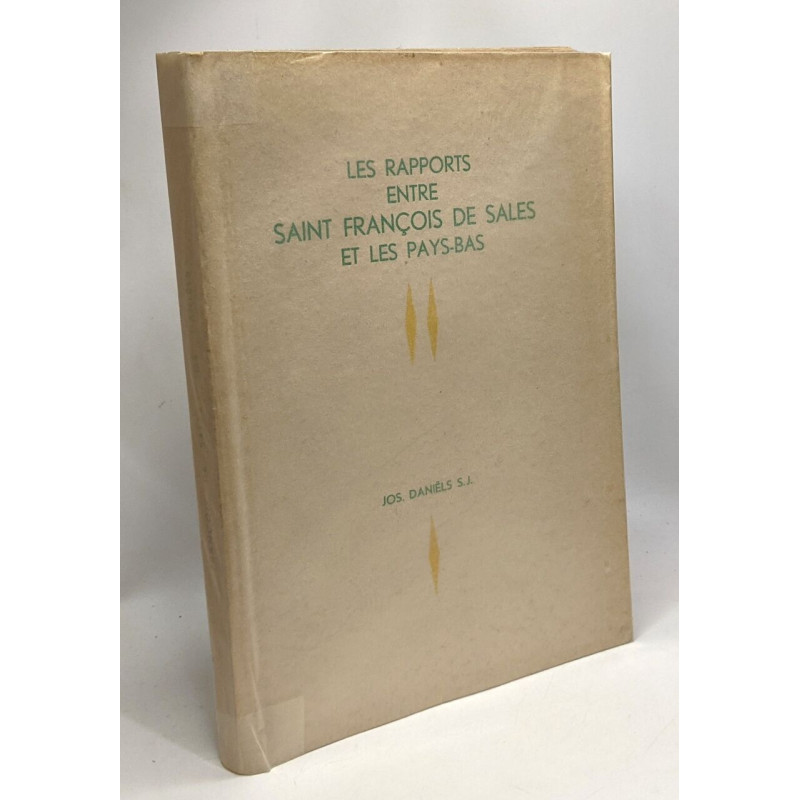 LES RAPPORTS
ENTRE
SAINT FRANÇOIS DE SALES
ET LES PAYS-BAS
JOS. DANIËLS S.J.